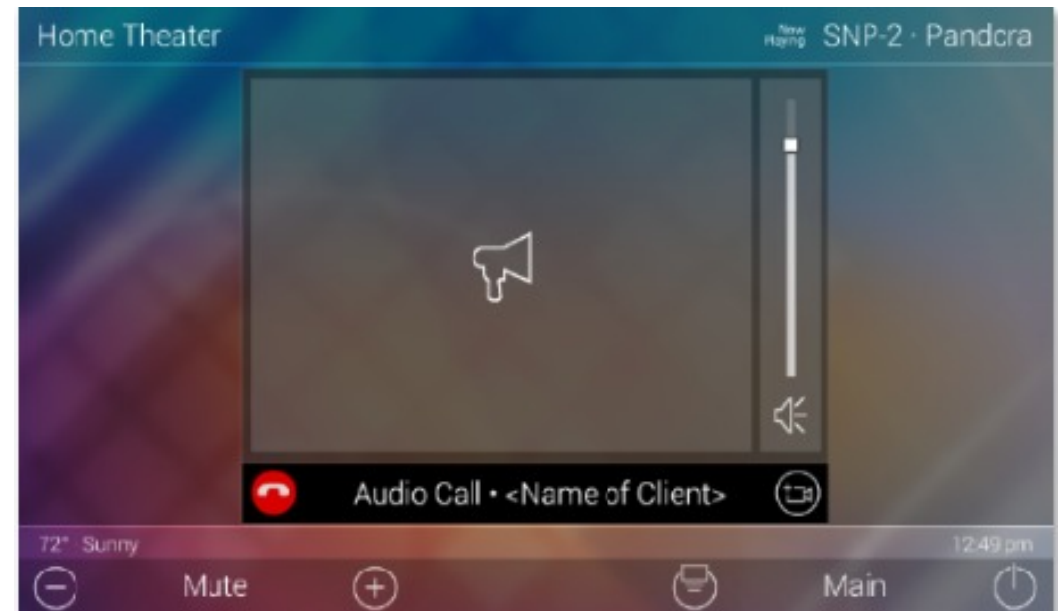 Home Theater
Now
Playing
SNP-2 · Pandora
Audio Call • <Name of Client>
72° Sunny
12:49 pm
Mute
Main